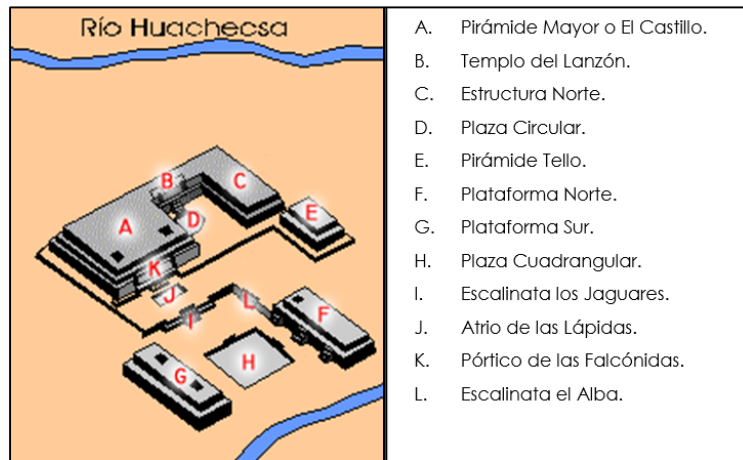 Río Huachecsa
B
C
E
A
D
K
J
L
I
F
H
G
A. Pirámide Mayor o El Castillo.
B. Templo del Lanzón.
C. Estructura Norte.
D. Plaza Circular.
E. Pirámide Tello.
F. Plataforma Norte.
G. Plataforma Sur.
H. Plaza Cuadrangular.
I. Escalinata los Jaguares.
J. Atrio de las Lápidas.
K. Pórtico de las Falcónidas.
L. Escalinata el Alba.